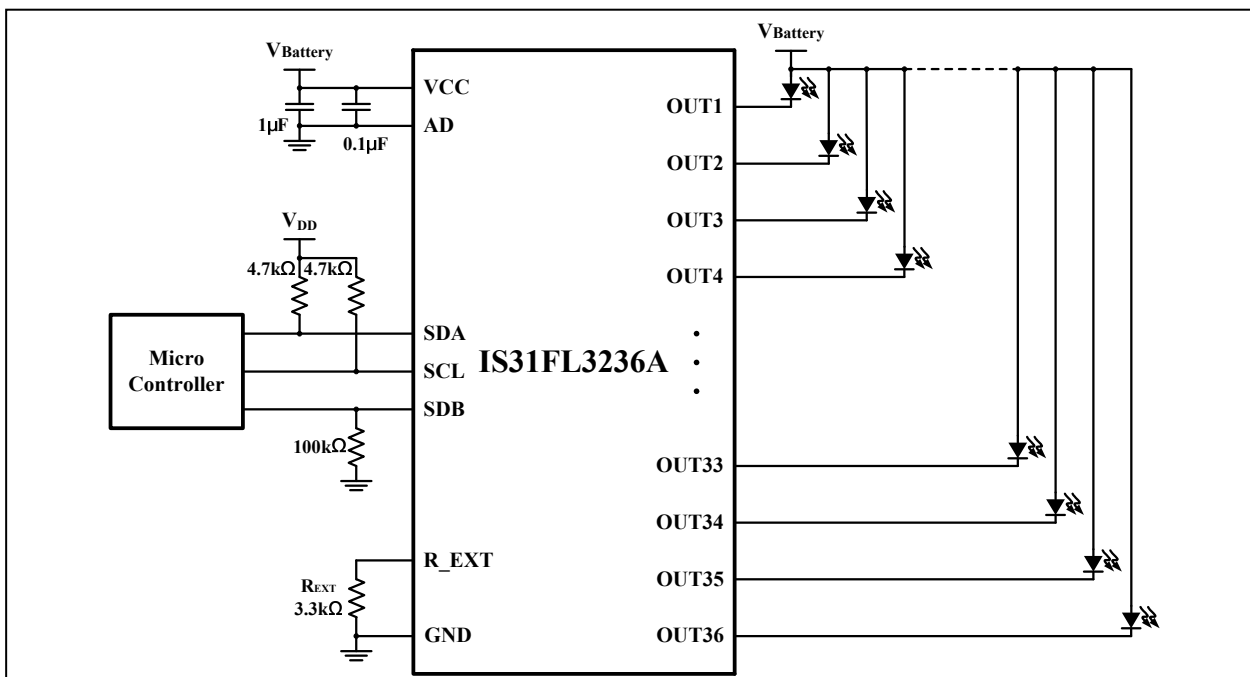 VBattery
VCC
1µF
0.1µF
AD
VDD
4.7kΩ 4.7kΩ
Micro
Controller
SDA
SCL
SDB
100kΩ
R_EXT
REXT
3.3kΩ
GND
IS31FL3236A
VBattery
OUT1
OUT2
OUT3
OUT4
OUT33
OUT34
OUT35
OUT36